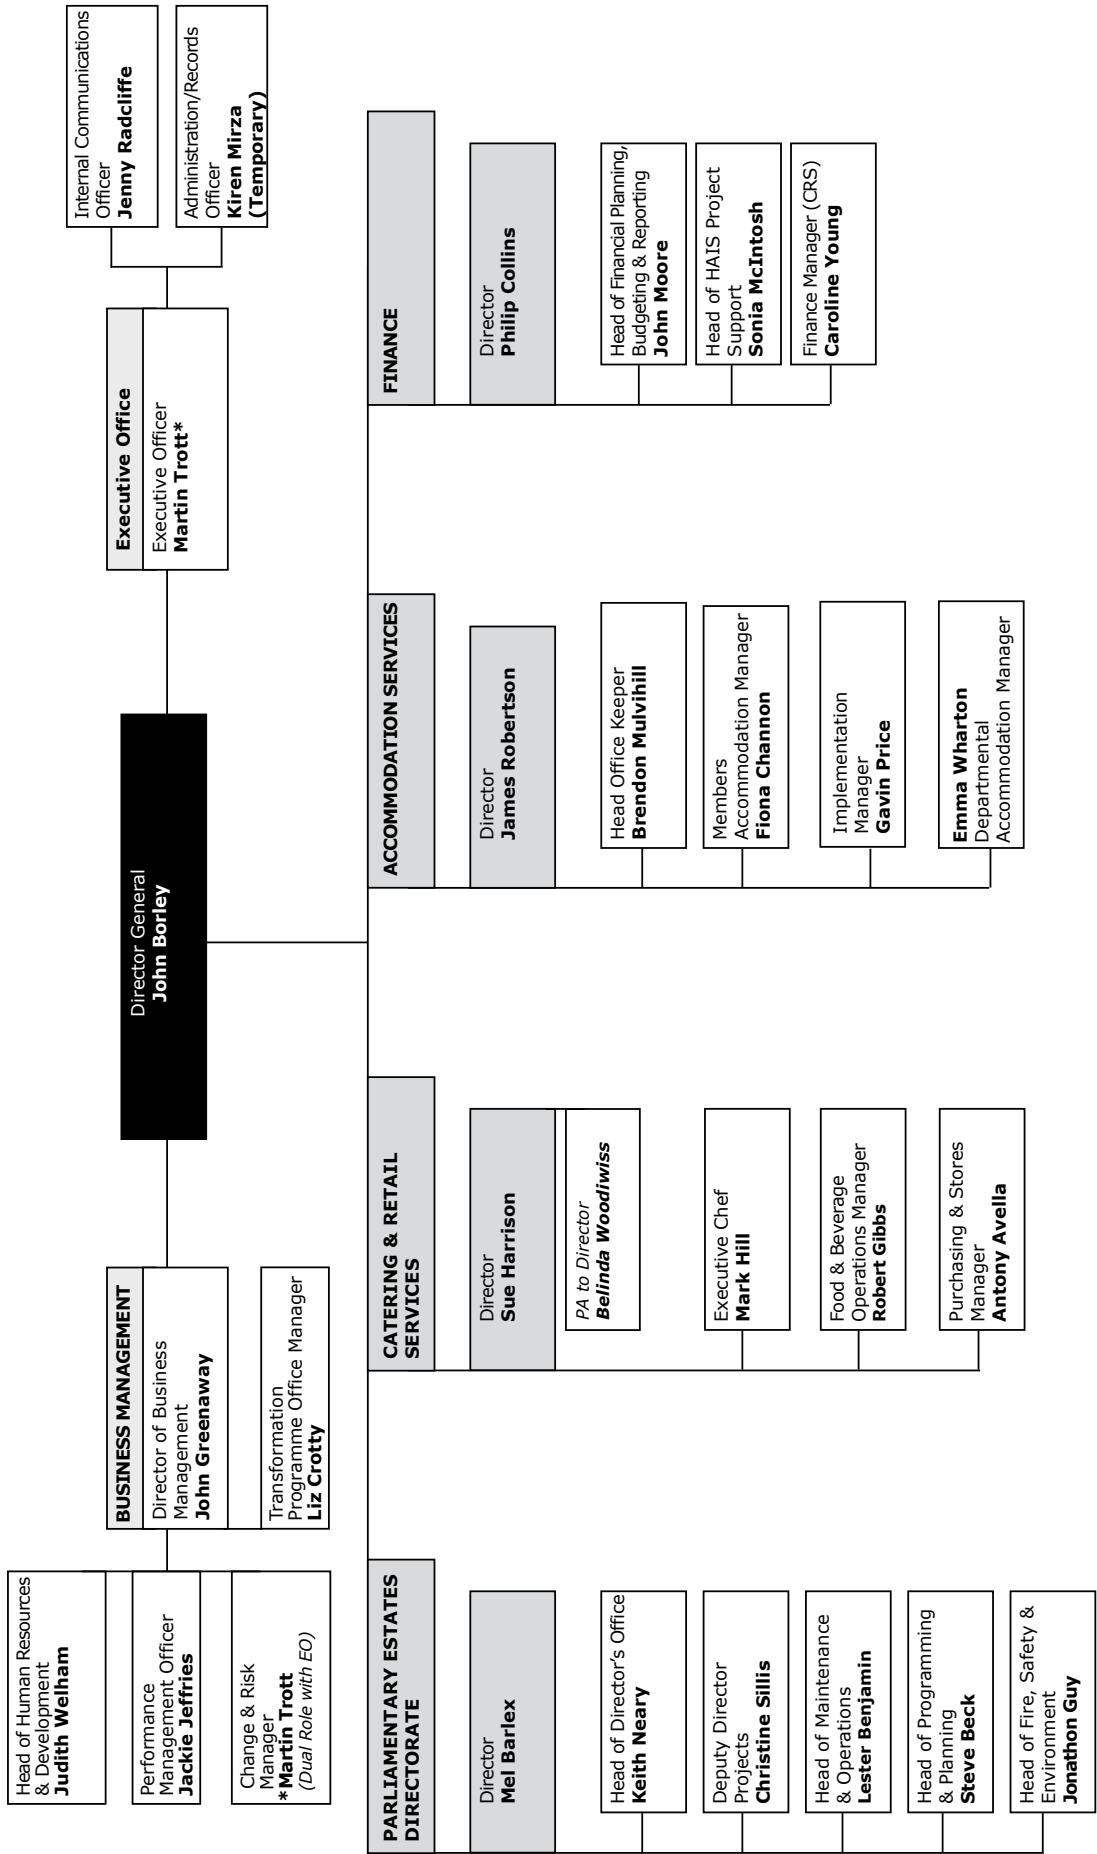 Director General
John Borley
BUSINESS MANAGEMENT
Director of Business
Management
John Greenaway
Transformation
Programme Office Manager
Liz Crotty
Head of Human Resources
& Development
Judith Welham
Performance
Management Officer
Jackie Jeffries
Change & Risk
Manager
*Martin Trott
(Dual Role with EO)
Executive Office
Executive Officer
Martin Trott*
Internal Communications
Officer
Jenny Radcliffe
Administration/Records
Officer
Kiren Mirza
(Temporary)
PARLIAMENTARY ESTATES
DIRECTORATE
Director
Mel Barlex
Head of Director’s Office
Keith Neary
Deputy Director
Projects
Christine Sillis
Head of Maintenance
& Operations
Lester Benjamin
Head of Programming
& Planning
Steve Beck
Head of Fire, Safety &
Environment
Jonathon Guy
CATERING & RETAIL
SERVICES
Director
Sue Harrison
PA to Director
Belinda Woodiwiss
Executive Chef
Mark Hill
Food & Beverage
Operations Manager
Robert Gibbs
Purchasing & Stores
Manager
Antony Avella
ACCOMMODATION SERVICES
Director
James Robertson
Head Office Keeper
Brendon Mulvihill
Members
Accommodation Manager
Fiona Channon
Implementation
Manager
Gavin Price
Emma Wharton
Departmental
Accommodation Manager
FINANCE
Director
Philip Collins
Head of Financial Planning,
Budgeting & Reporting
John Moore
Head of HAIS Project
Support
Sonia McIntosh
Finance Manager (CRS)
Caroline Young